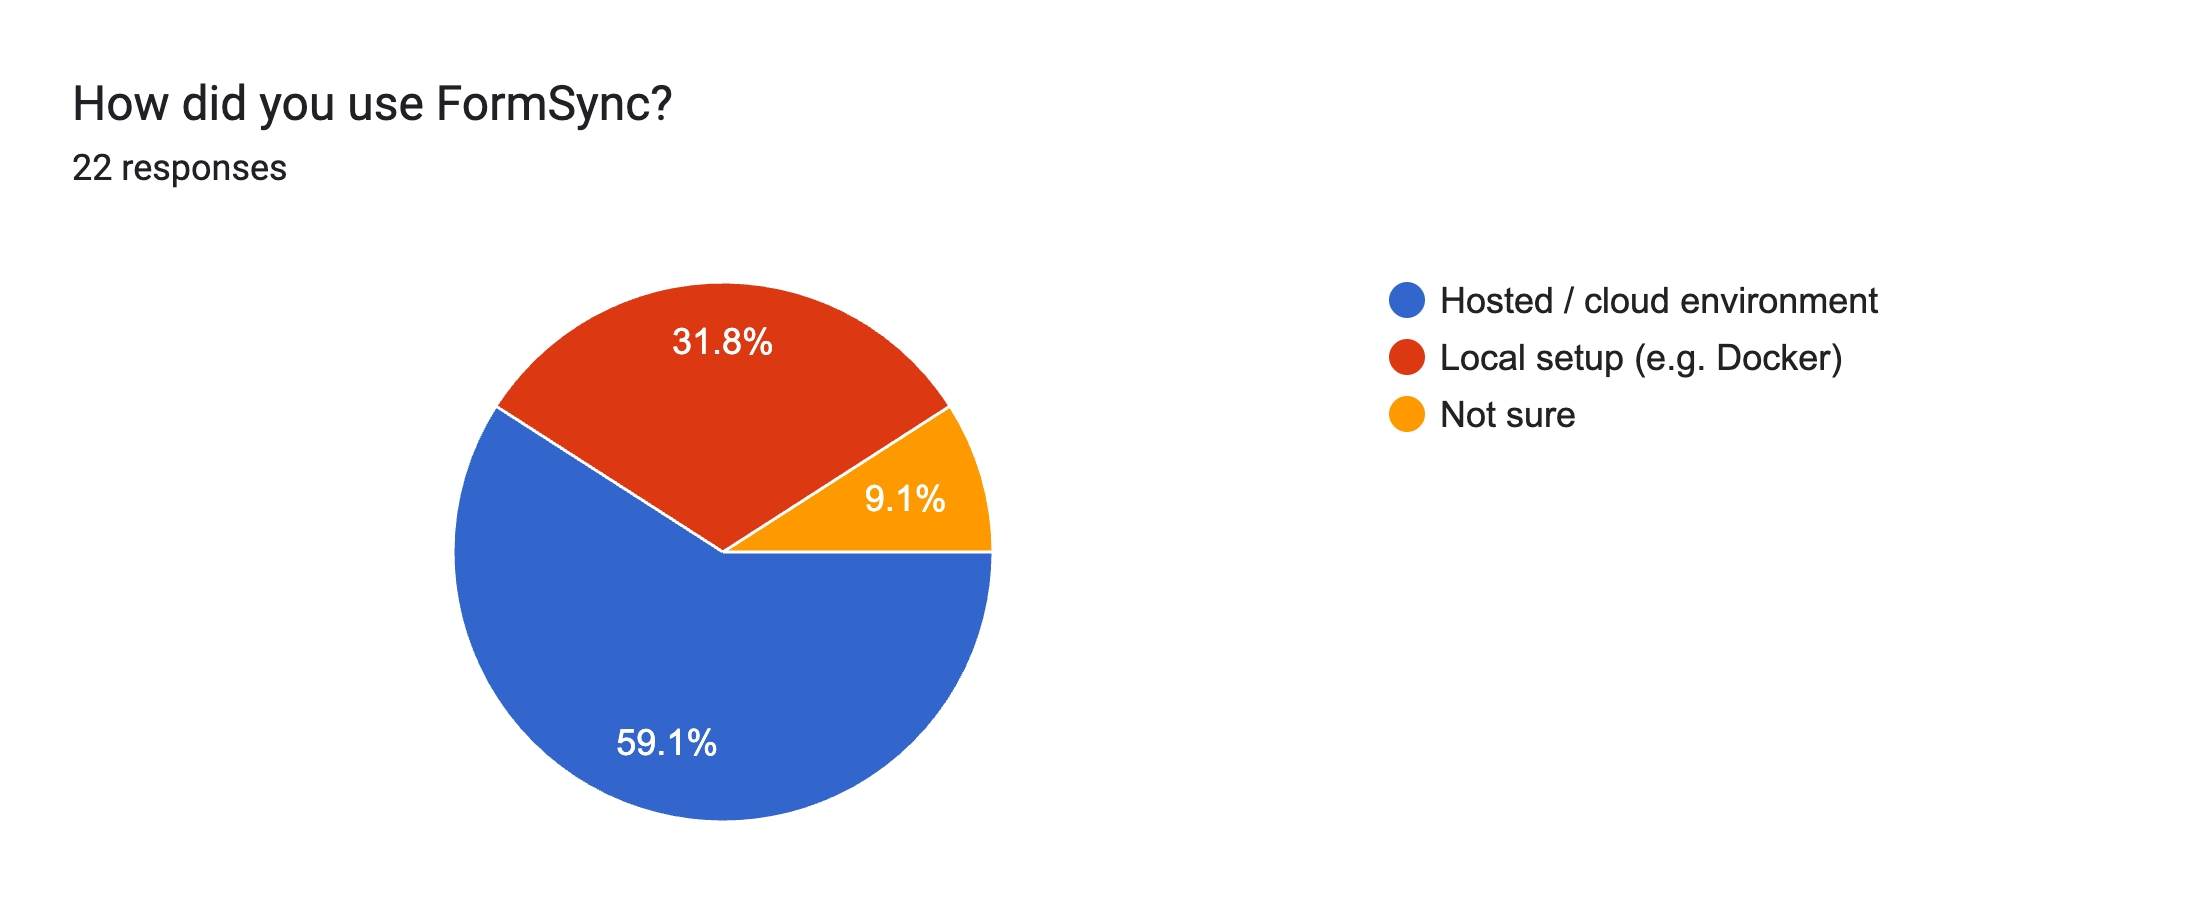 How did you use FormSync?
22 responses
31.8%
9.1%
59.1%
Hosted / cloud environment
Local setup (e.g. Docker)
Not sure